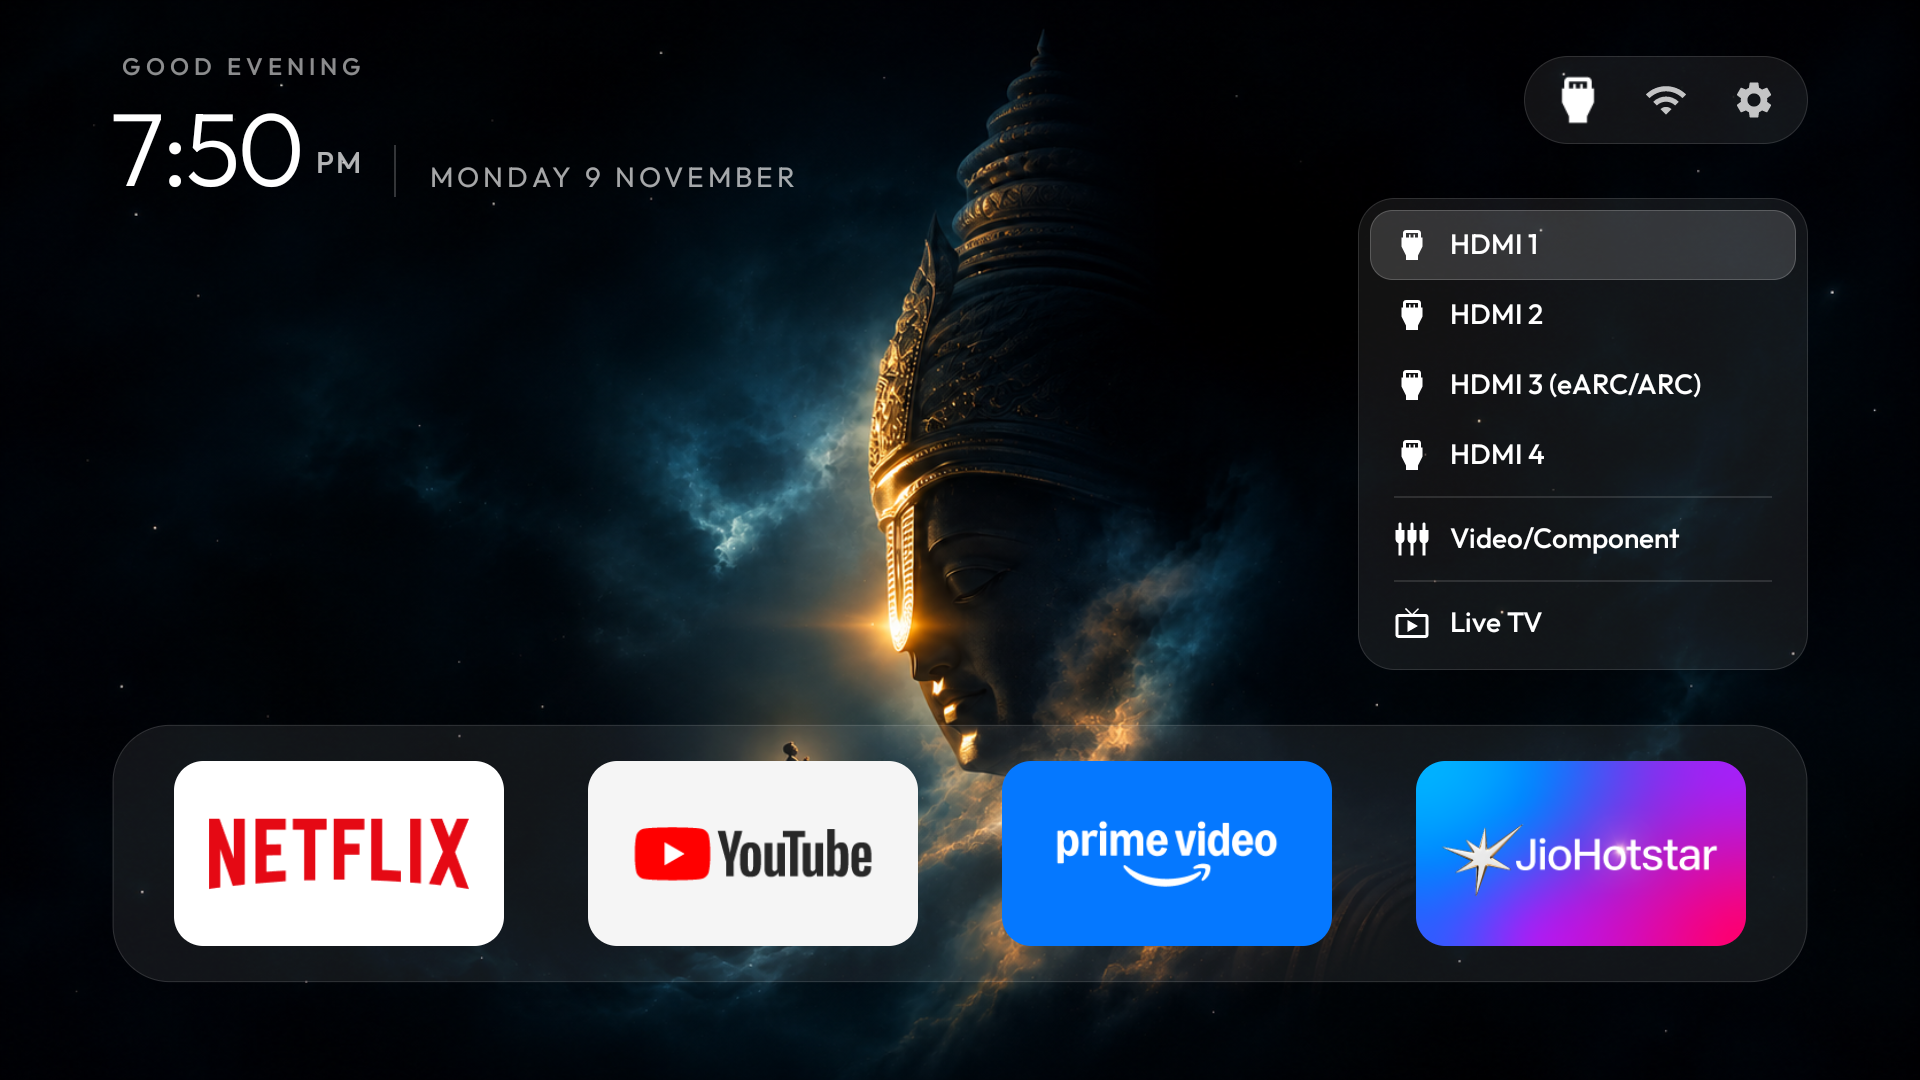 GOOD EVENING
7:50 PM
MONDAY 9 NOVEMBER
HDMI 1
HDMI 2
HDMI 3 (eARC/ARC)
HDMI 4
Video/Component
Live TV
NETFLIX
YouTube
prime video
JioHotstar